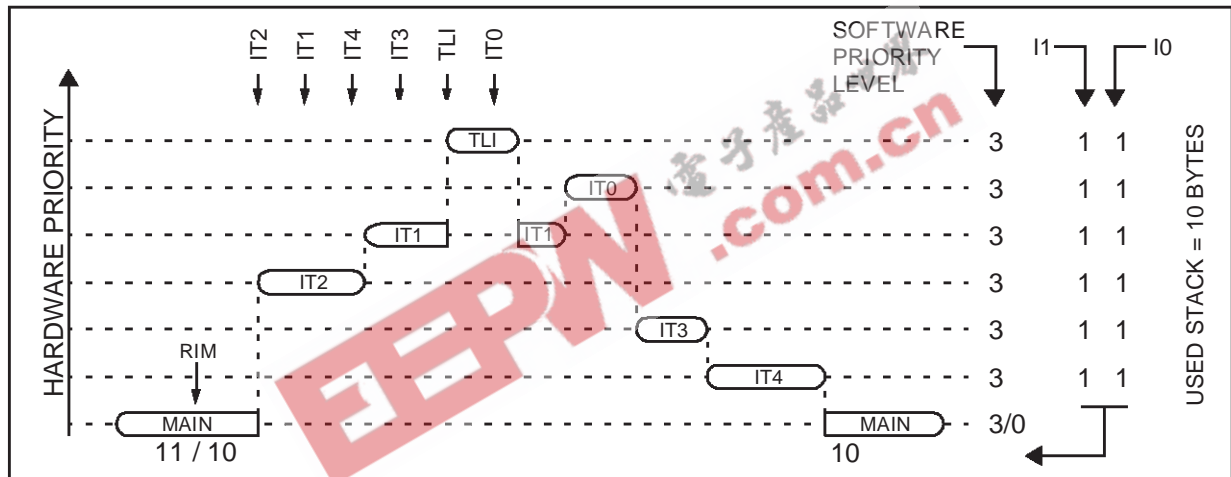 IT2
IT1
IT4
IT3
TLI
IT0
SOFTWARE
PRIORITY
LEVEL
I1
I0
HARDWARE PRIORITY
TLI
3
1 1
IT0
3
1 1
IT1
IT1
3
1 1
IT2
3
1 1
RIM
IT3
3
1 1
IT4
3
1 1
MAIN
MAIN
3/0
11 / 10
10
USED STACK = 10 BYTES
EEPW
.com.cn
電子產品世界